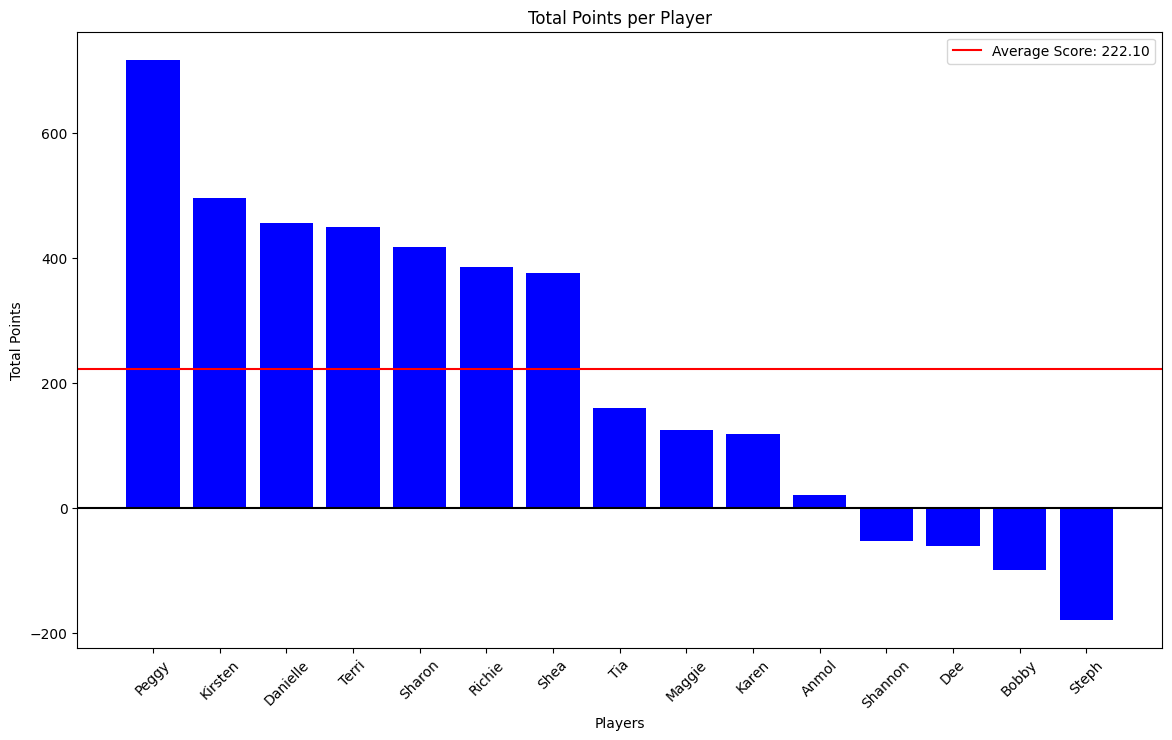 Total Points per Player
Average Score: 222.10
Total Points
600
400
200
0
−200
Peggy
Kirsten
Danielle
Terri
Sharon
Richie
Shea
Tia
Maggie
Karen
Anmol
Shannon
Dee
Bobby
Steph
Players